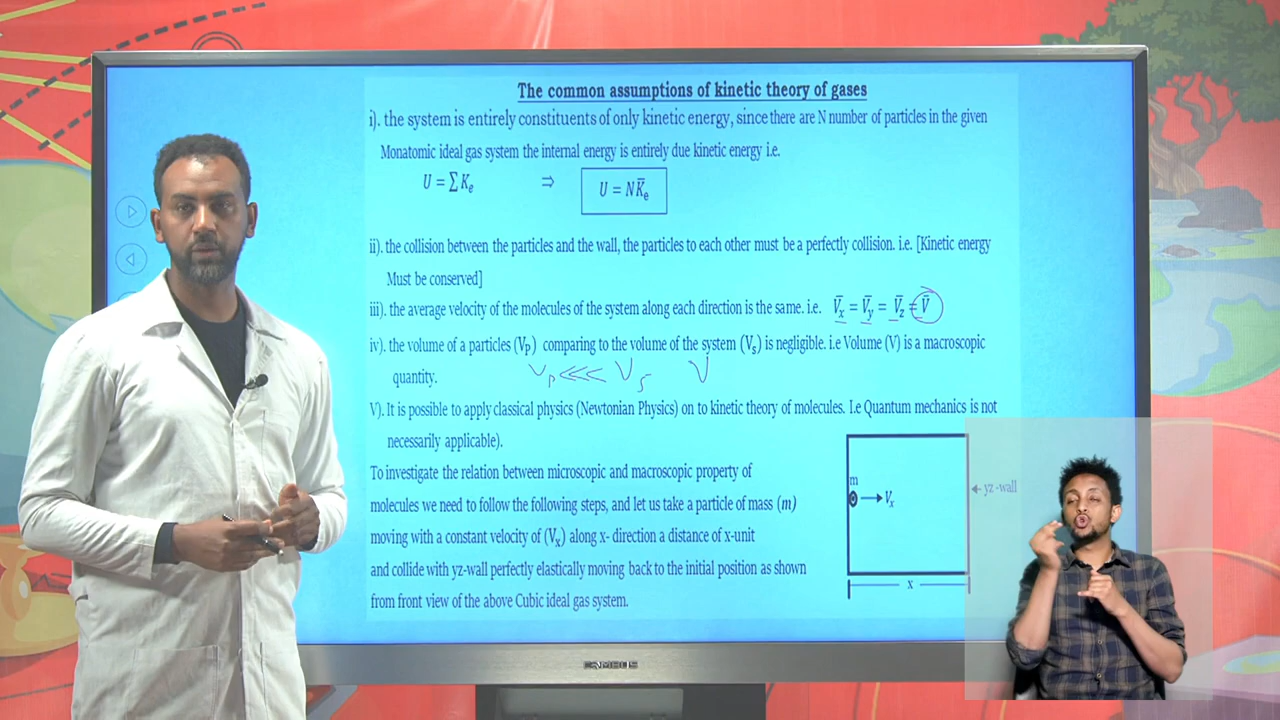 The common assumptions of kinetic theory of gases
i). the system is entirely constituents of only kinetic energy, since there are N number of particles in the given
Monatomic ideal gas system the internal energy is entirely due kinetic energy i.e.
U = ∑ Kₑ ⇒ U = NK̅ₑ
ii). the collision between the particles and the wall, the particles to each other must be a perfectly collision. i.e. [Kinetic energy
Must be conserved]
iii). the average velocity of the molecules of the system along each direction is the same. i.e. V̅ₓ = V̅y = V̅z = V̅
iv). the volume of a particles (Vₚ) comparing to the volume of the system (Vₛ) is negligible. i.e Volume (V) is a macroscopic
quantity. Vₚ <<< Vₛ V
V). It is possible to apply classical physics (Newtonian Physics) on to kinetic theory of molecules. I.e Quantum mechanics is not
necessarily applicable).
To investigate the relation between microscopic and macroscopic property of
molecules we need to follow the following steps, and let us take a particle of mass (m)
moving with a constant velocity of (Vₓ) along x- direction a distance of x-unit
and collide with yz-wall perfectly elastically moving back to the initial position as shown
from front view of the above Cubic ideal gas system.
m
Vₓ
yz-wall
x